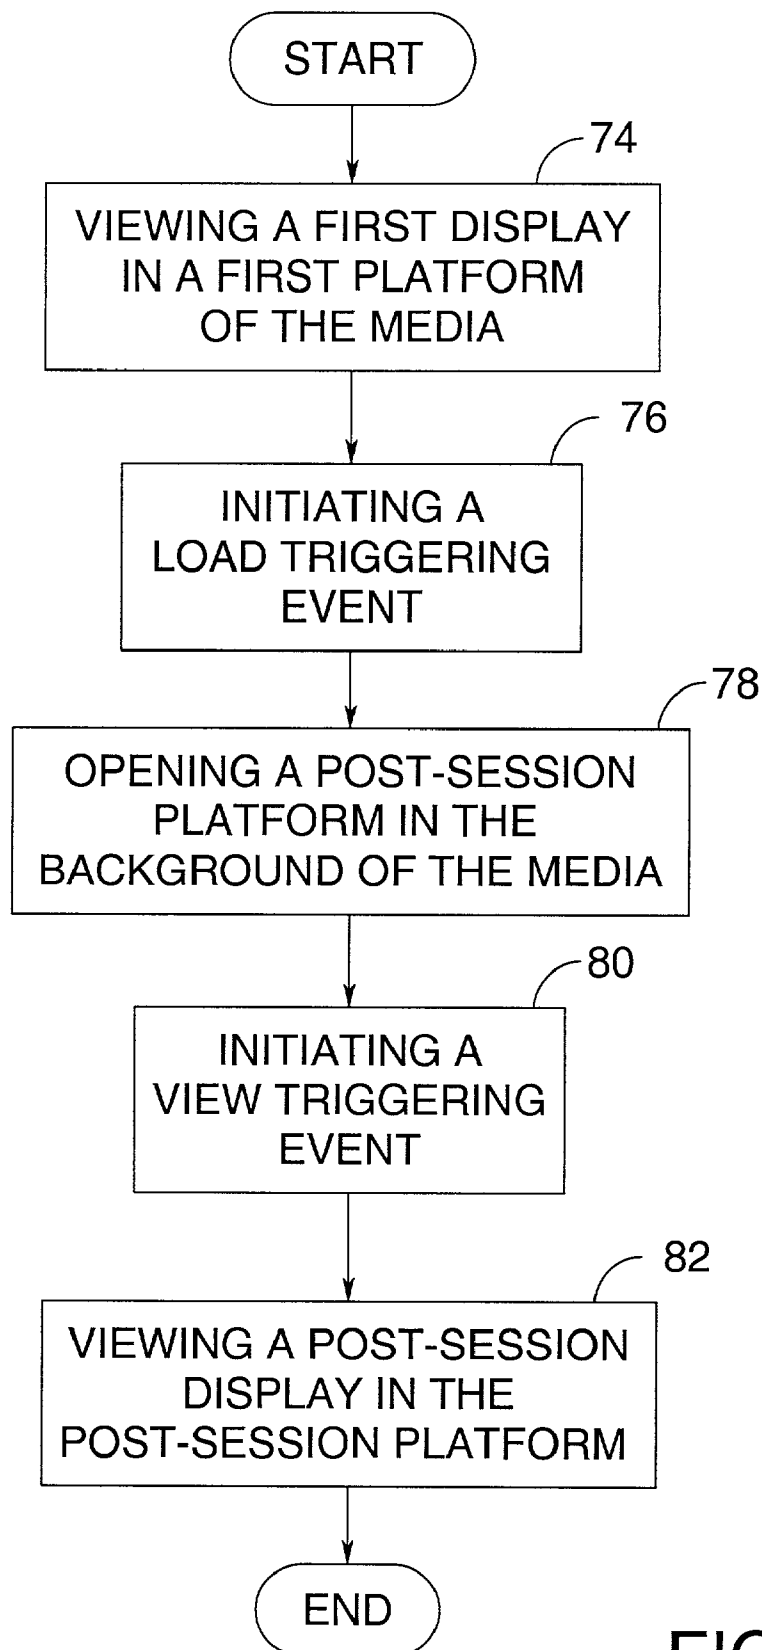 START
74
VIEWING A FIRST DISPLAY
IN A FIRST PLATFORM
OF THE MEDIA
76
INITIATING A
LOAD TRIGGERING
EVENT
78
OPENING A POST-SESSION
PLATFORM IN THE
BACKGROUND OF THE MEDIA
80
INITIATING A
VIEW TRIGGERING
EVENT
82
VIEWING A POST-SESSION
DISPLAY IN THE
POST-SESSION PLATFORM
END